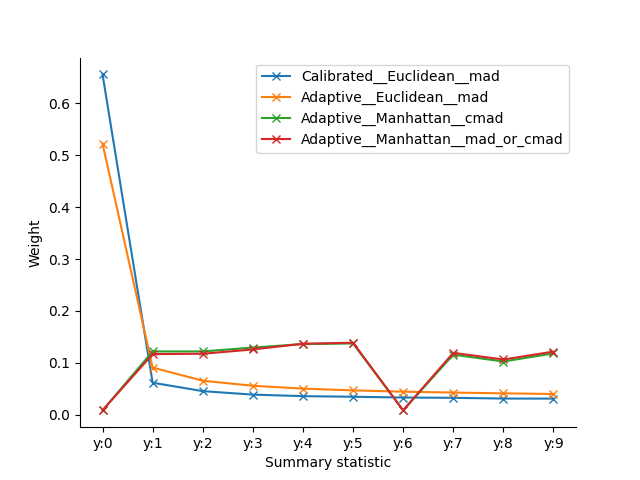 Calibrated__Euclidean__mad
Adaptive__Euclidean__mad
Adaptive__Manhattan__cmad
Adaptive__Manhattan__mad_or_cmad
0.6
0.5
0.4
0.3
0.2
0.1
0.0
Weight
y:0 y:1 y:2 y:3 y:4 y:5 y:6 y:7 y:8 y:9
Summary statistic